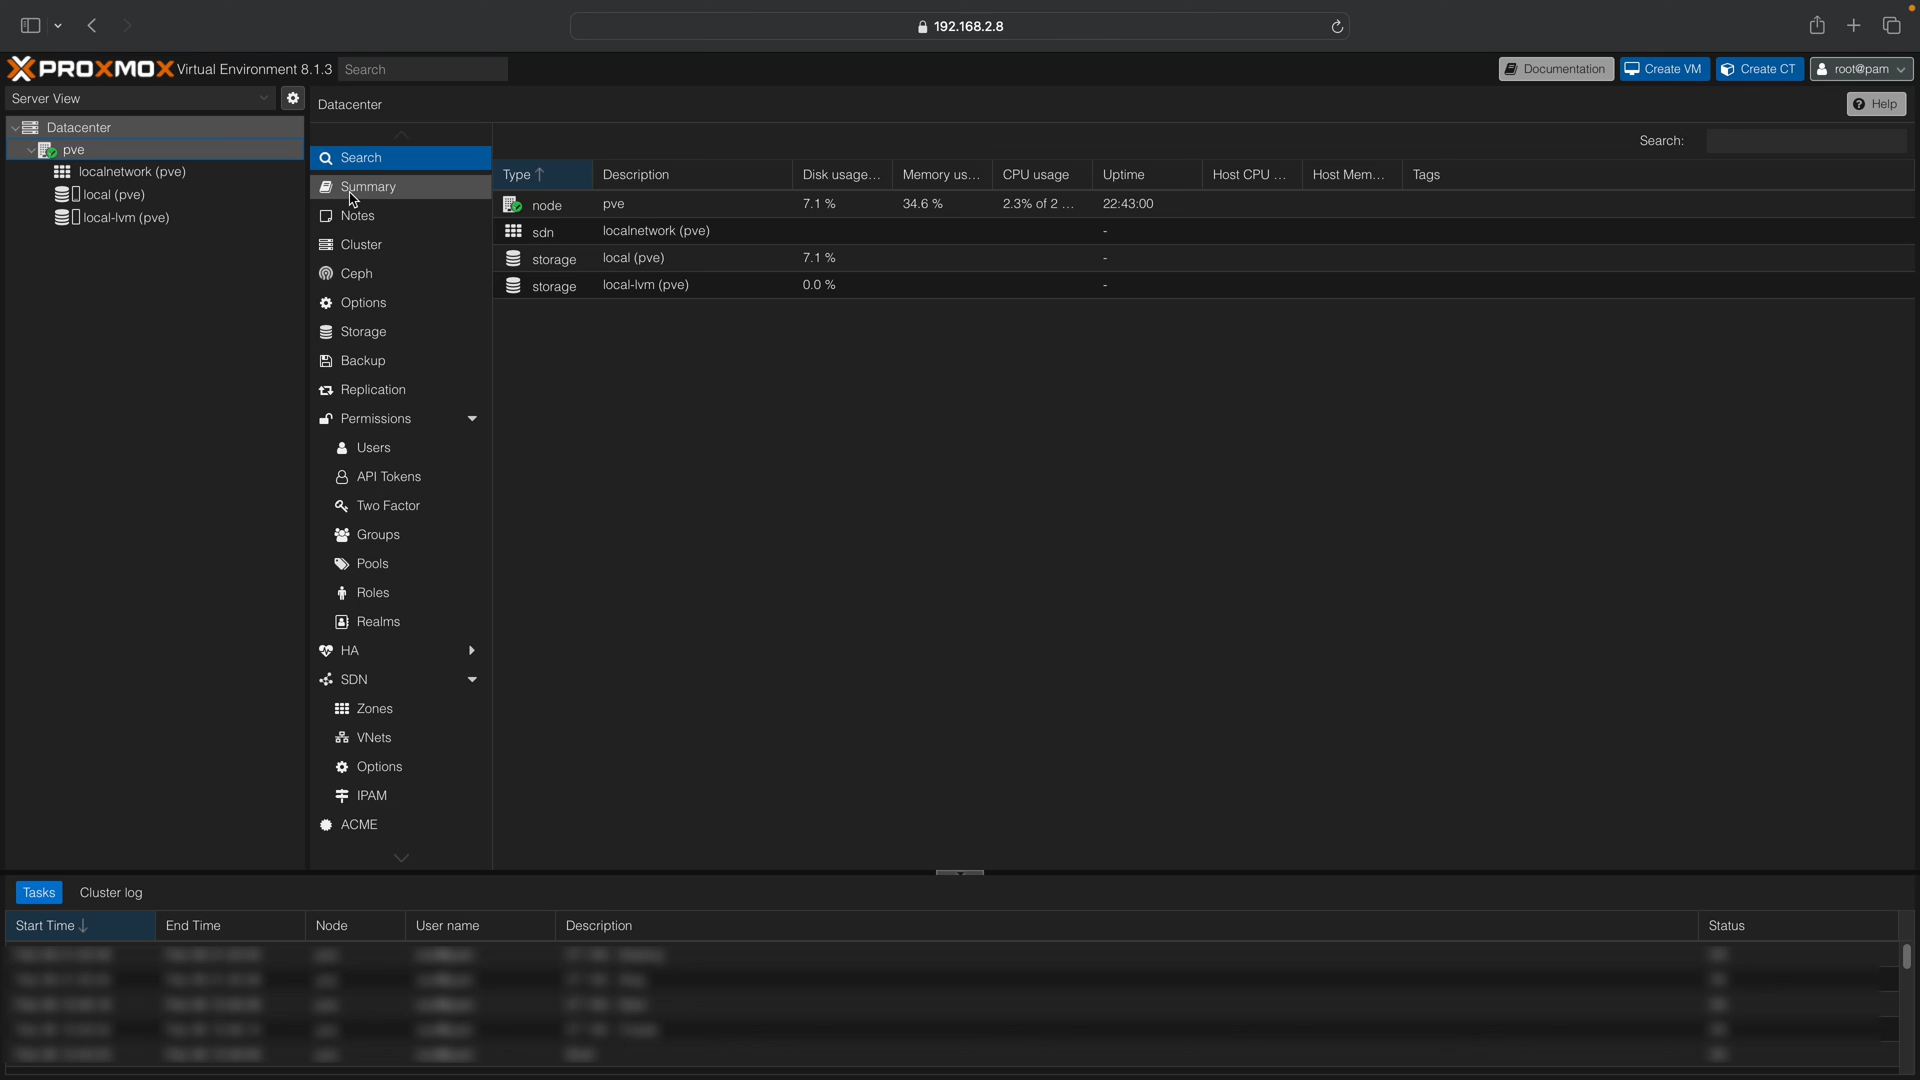 192.168.2.8
PROXMOX Virtual Environment 8.1.3 Search
Documentation Create VM Create CT root@pam
Server View
Datacenter
Help
Datacenter
pve
localnetwork (pve)
local (pve)
local-lvm (pve)
Search
Summary
Notes
Cluster
Ceph
Options
Storage
Backup
Replication
Permissions
Users
API Tokens
Two Factor
Groups
Pools
Roles
Realms
HA
SDN
Zones
VNets
Options
IPAM
ACME
Search:
Type Description Disk usage... Memory us... CPU usage Uptime Host CPU ... Host Mem... Tags
node pve 7.1 % 34.6 % 2.3% of 2 ... 22:43:00
sdn localnetwork (pve) -
storage local (pve) 7.1 % -
storage local-lvm (pve) 0.0 % -
Tasks Cluster log
Start Time End Time Node User name Description Status